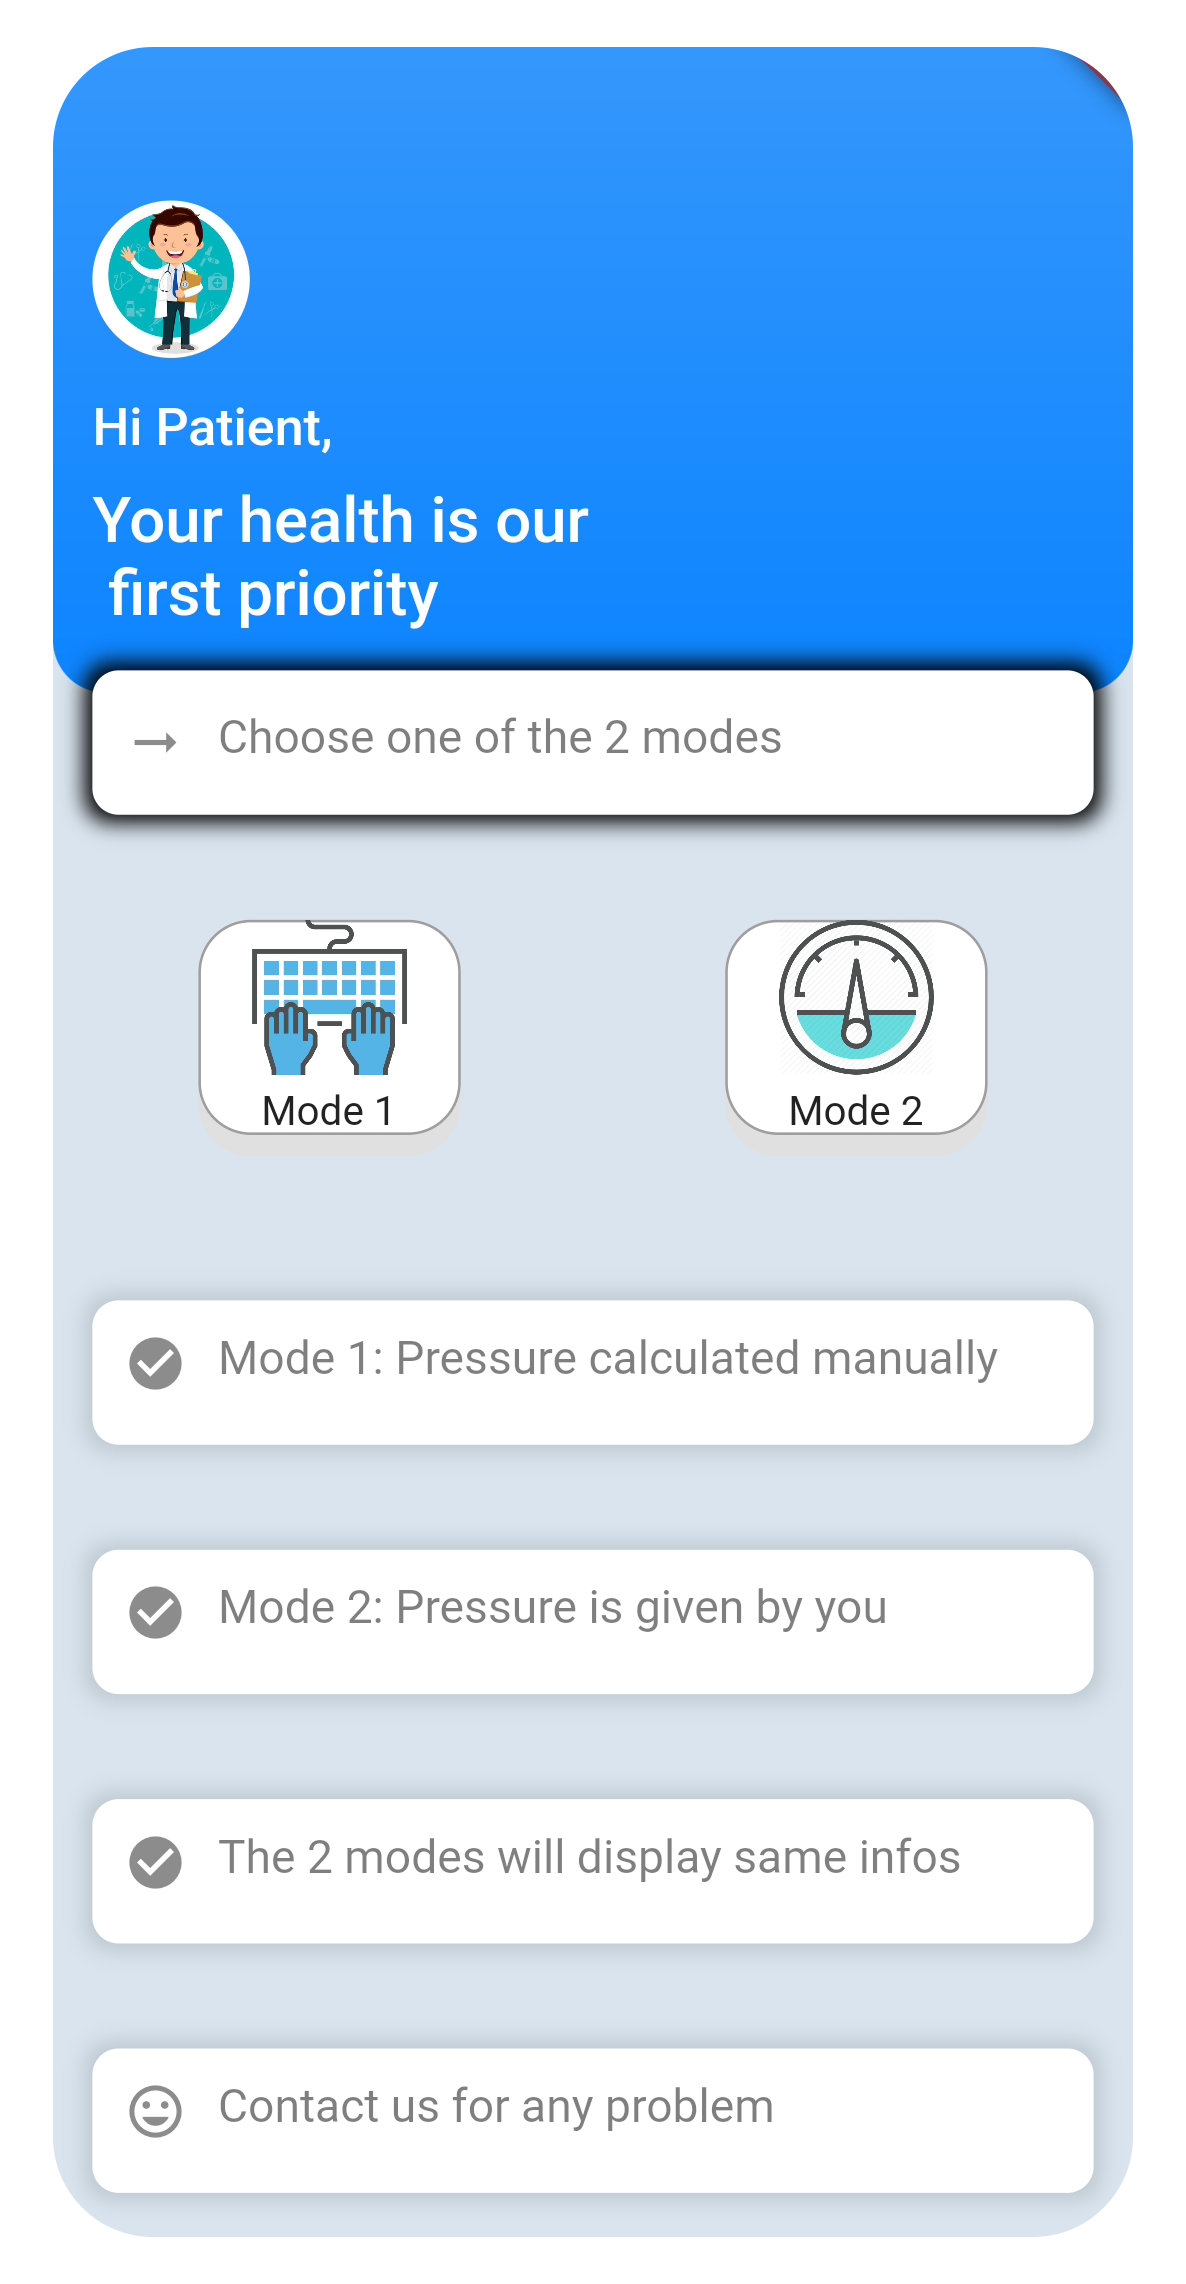 Hi Patient,
Your health is our
first priority
Choose one of the 2 modes
Mode 1
Mode 2
Mode 1: Pressure calculated manually
Mode 2: Pressure is given by you
The 2 modes will display same infos
Contact us for any problem